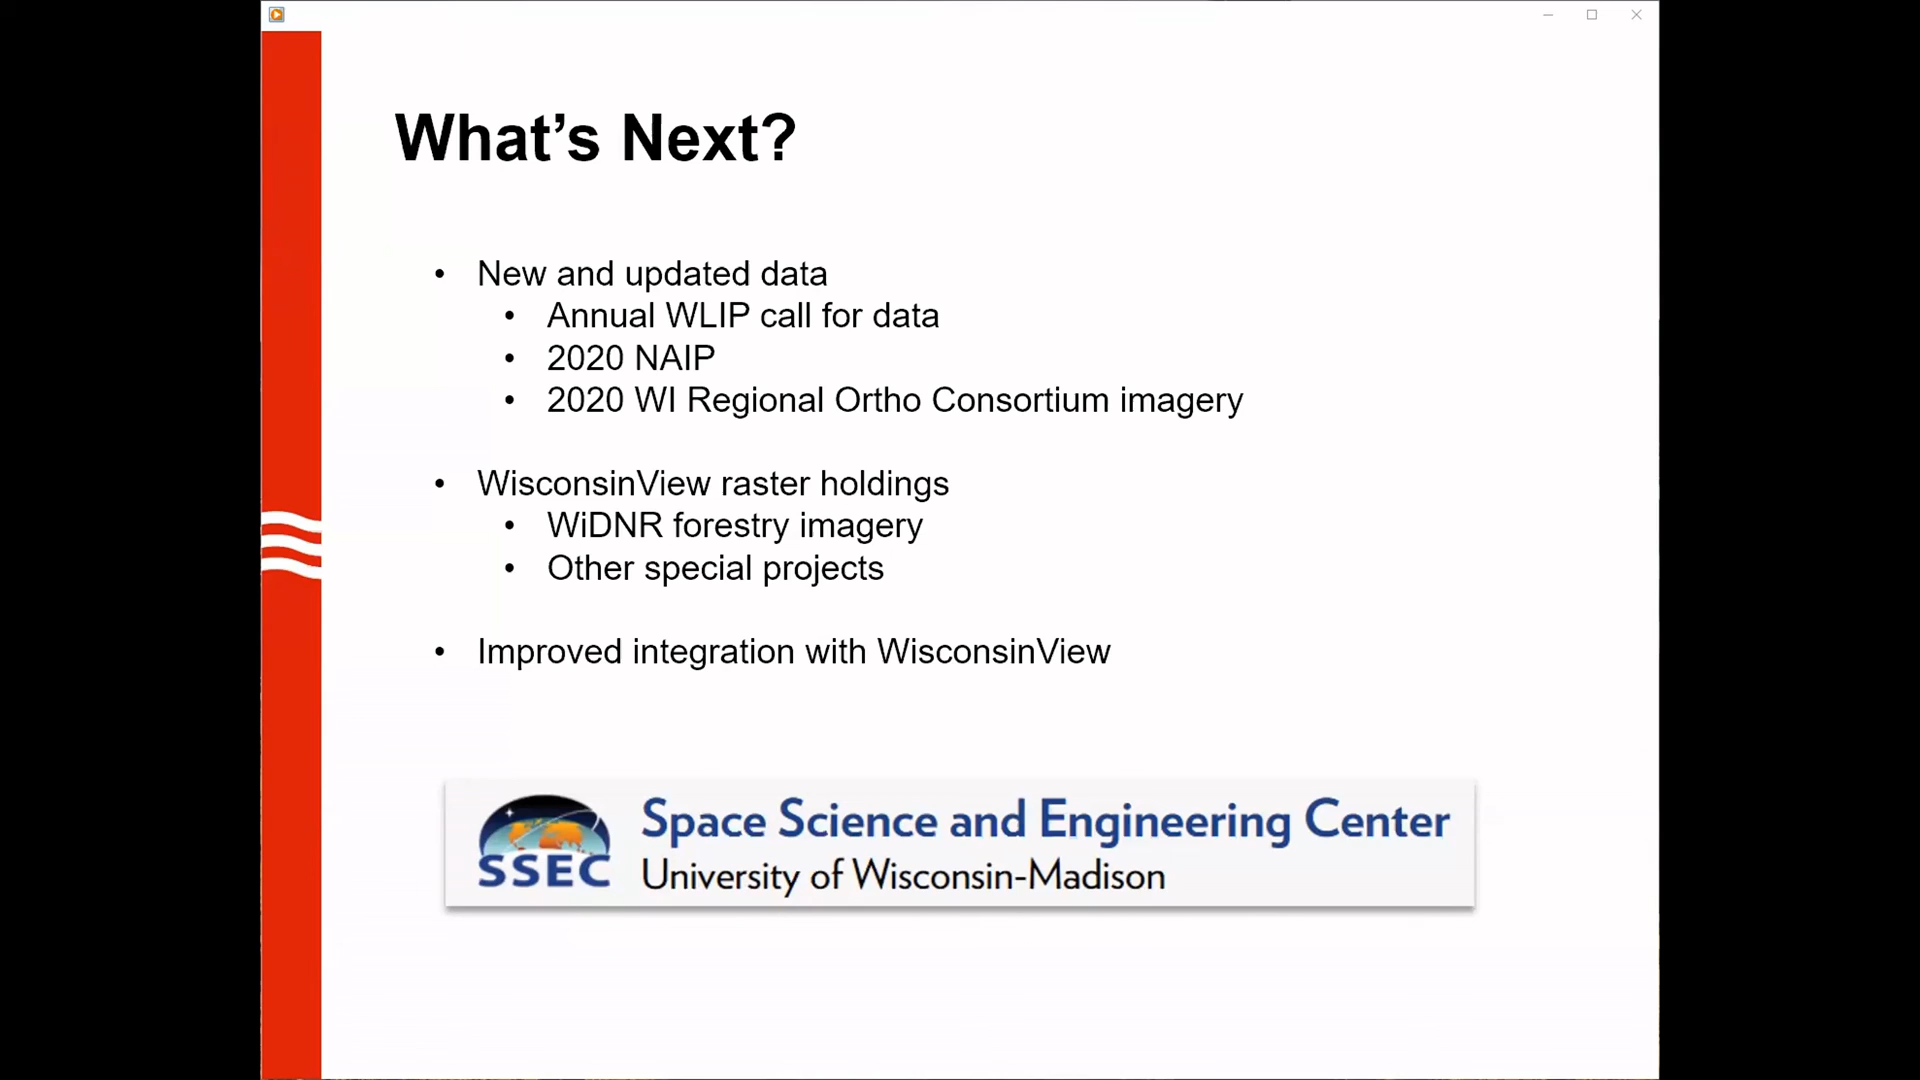 What's Next?
• New and updated data
• Annual WLIP call for data
• 2020 NAIP
• 2020 WI Regional Ortho Consortium imagery
• WisconsinView raster holdings
• WiDNR forestry imagery
• Other special projects
• Improved integration with WisconsinView
SSEC
Space Science and Engineering Center
University of Wisconsin-Madison